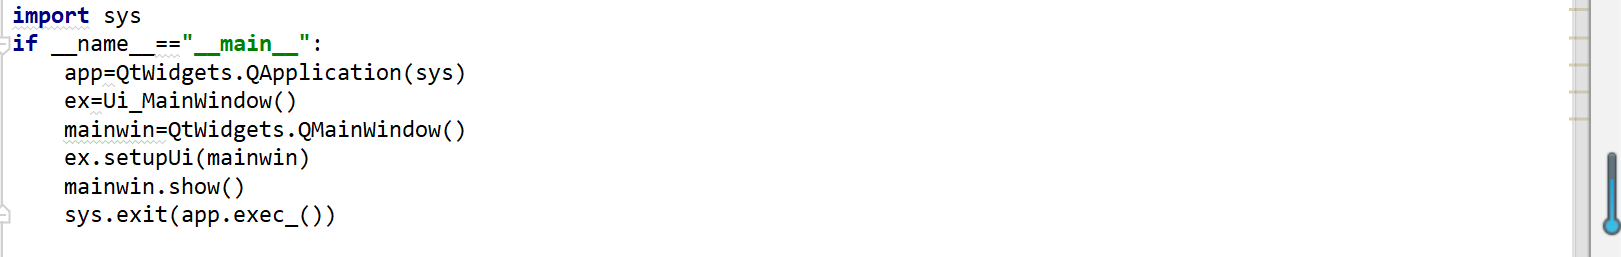 import sys
if __name__=="__main__":
    app=QtWidgets.QApplication(sys)
    ex=Ui_MainWindow()
    mainwin=QtWidgets.QMainWindow()
    ex.setupUi(mainwin)
    mainwin.show()
    sys.exit(app.exec_())